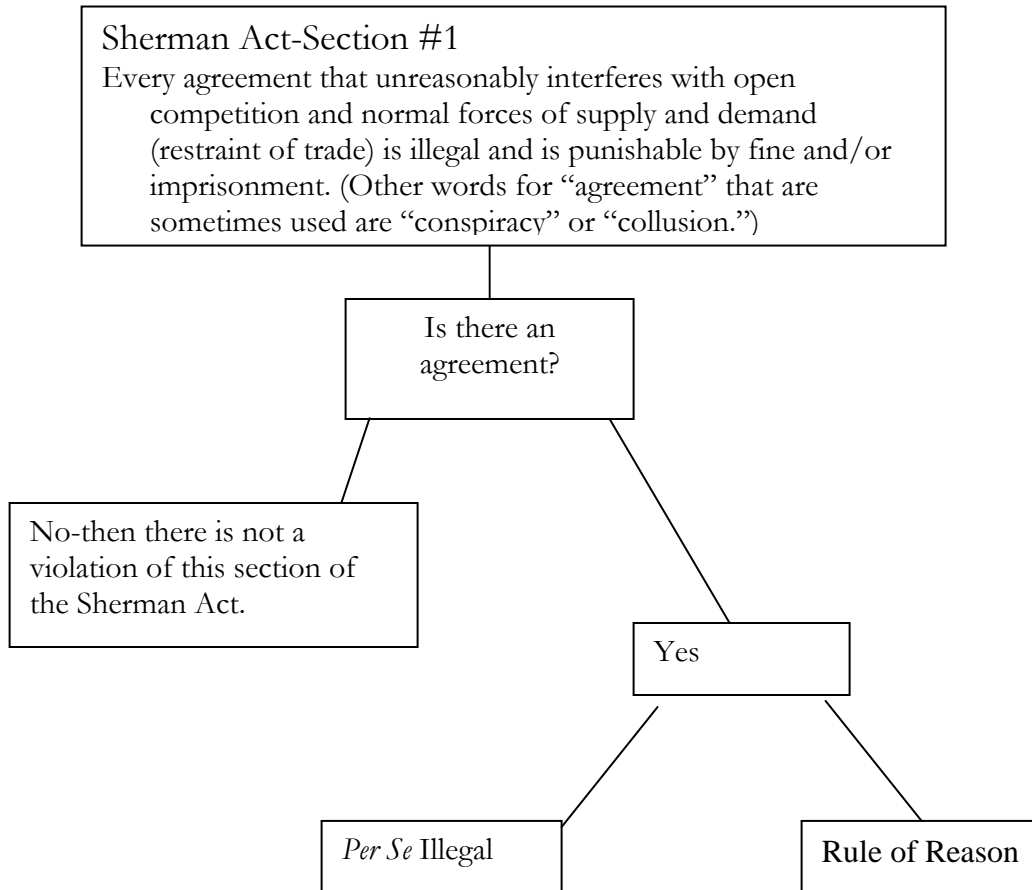 Sherman Act-Section #1
Every agreement that unreasonably interferes with open
competition and normal forces of supply and demand
(restraint of trade) is illegal and is punishable by fine and/or
imprisonment. (Other words for “agreement” that are
sometimes used are “conspiracy” or “collusion.”)
Is there an
agreement?
No-then there is not a
violation of this section of
the Sherman Act.
Yes
Per Se Illegal
Rule of Reason